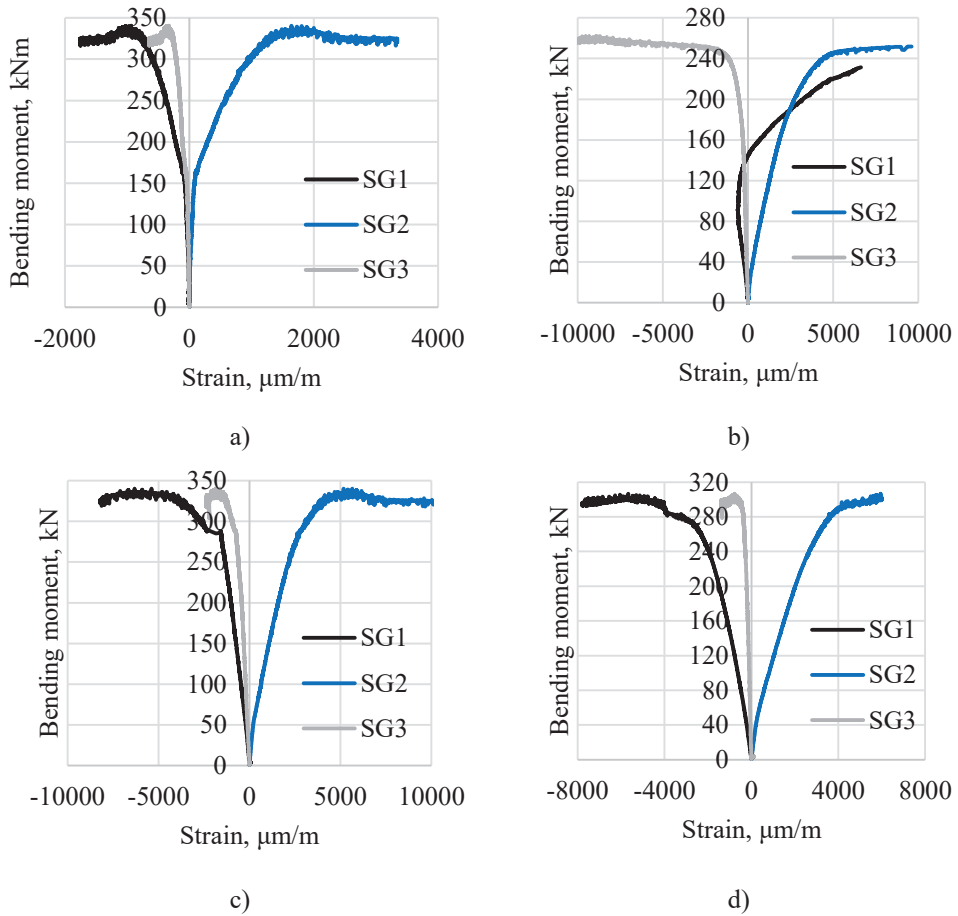 350
300
250
200
150
100
50
0
Bending moment, kNm
SG1
SG2
SG3
-2000
0
2000
4000
Strain, μm/m
a)
280
240
200
160
120
80
40
0
Bending moment, kN
SG1
SG2
SG3
-10000
-5000
0
5000
10000
Strain, μm/m
b)
350
300
250
200
150
100
50
0
Bending moment, kN
SG1
SG2
SG3
-10000
-5000
0
5000
10000
Strain, μm/m
c)
320
280
240
200
160
120
80
40
0
Bending moment, kN
SG1
SG2
SG3
-8000
-4000
0
4000
8000
Strain, μm/m
d)